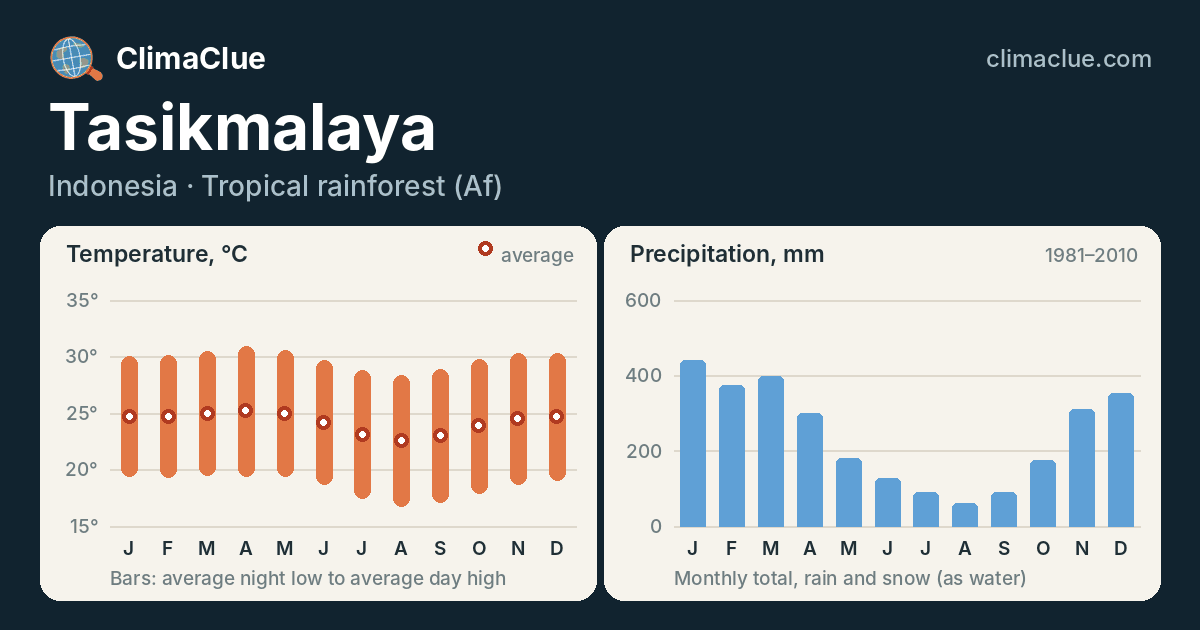 ClimaClue
climaclue.com
Tasikmalaya
Indonesia · Tropical rainforest (Af)
Temperature, °C
average
35°
30°
25°
20°
15°
J F M A M J J A S O N D
Bars: average night low to average day high
Precipitation, mm
1981–2010
600
400
200
0
J F M A M J J A S O N D
Monthly total, rain and snow (as water)